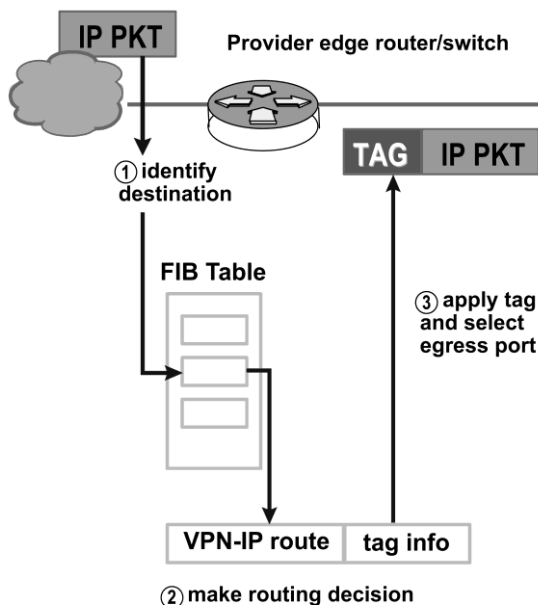 IP PKT
Provider edge router/switch
TAG IP PKT
① identify
destination
FIB Table
③ apply tag
and select
egress port
VPN-IP route tag info
② make routing decision